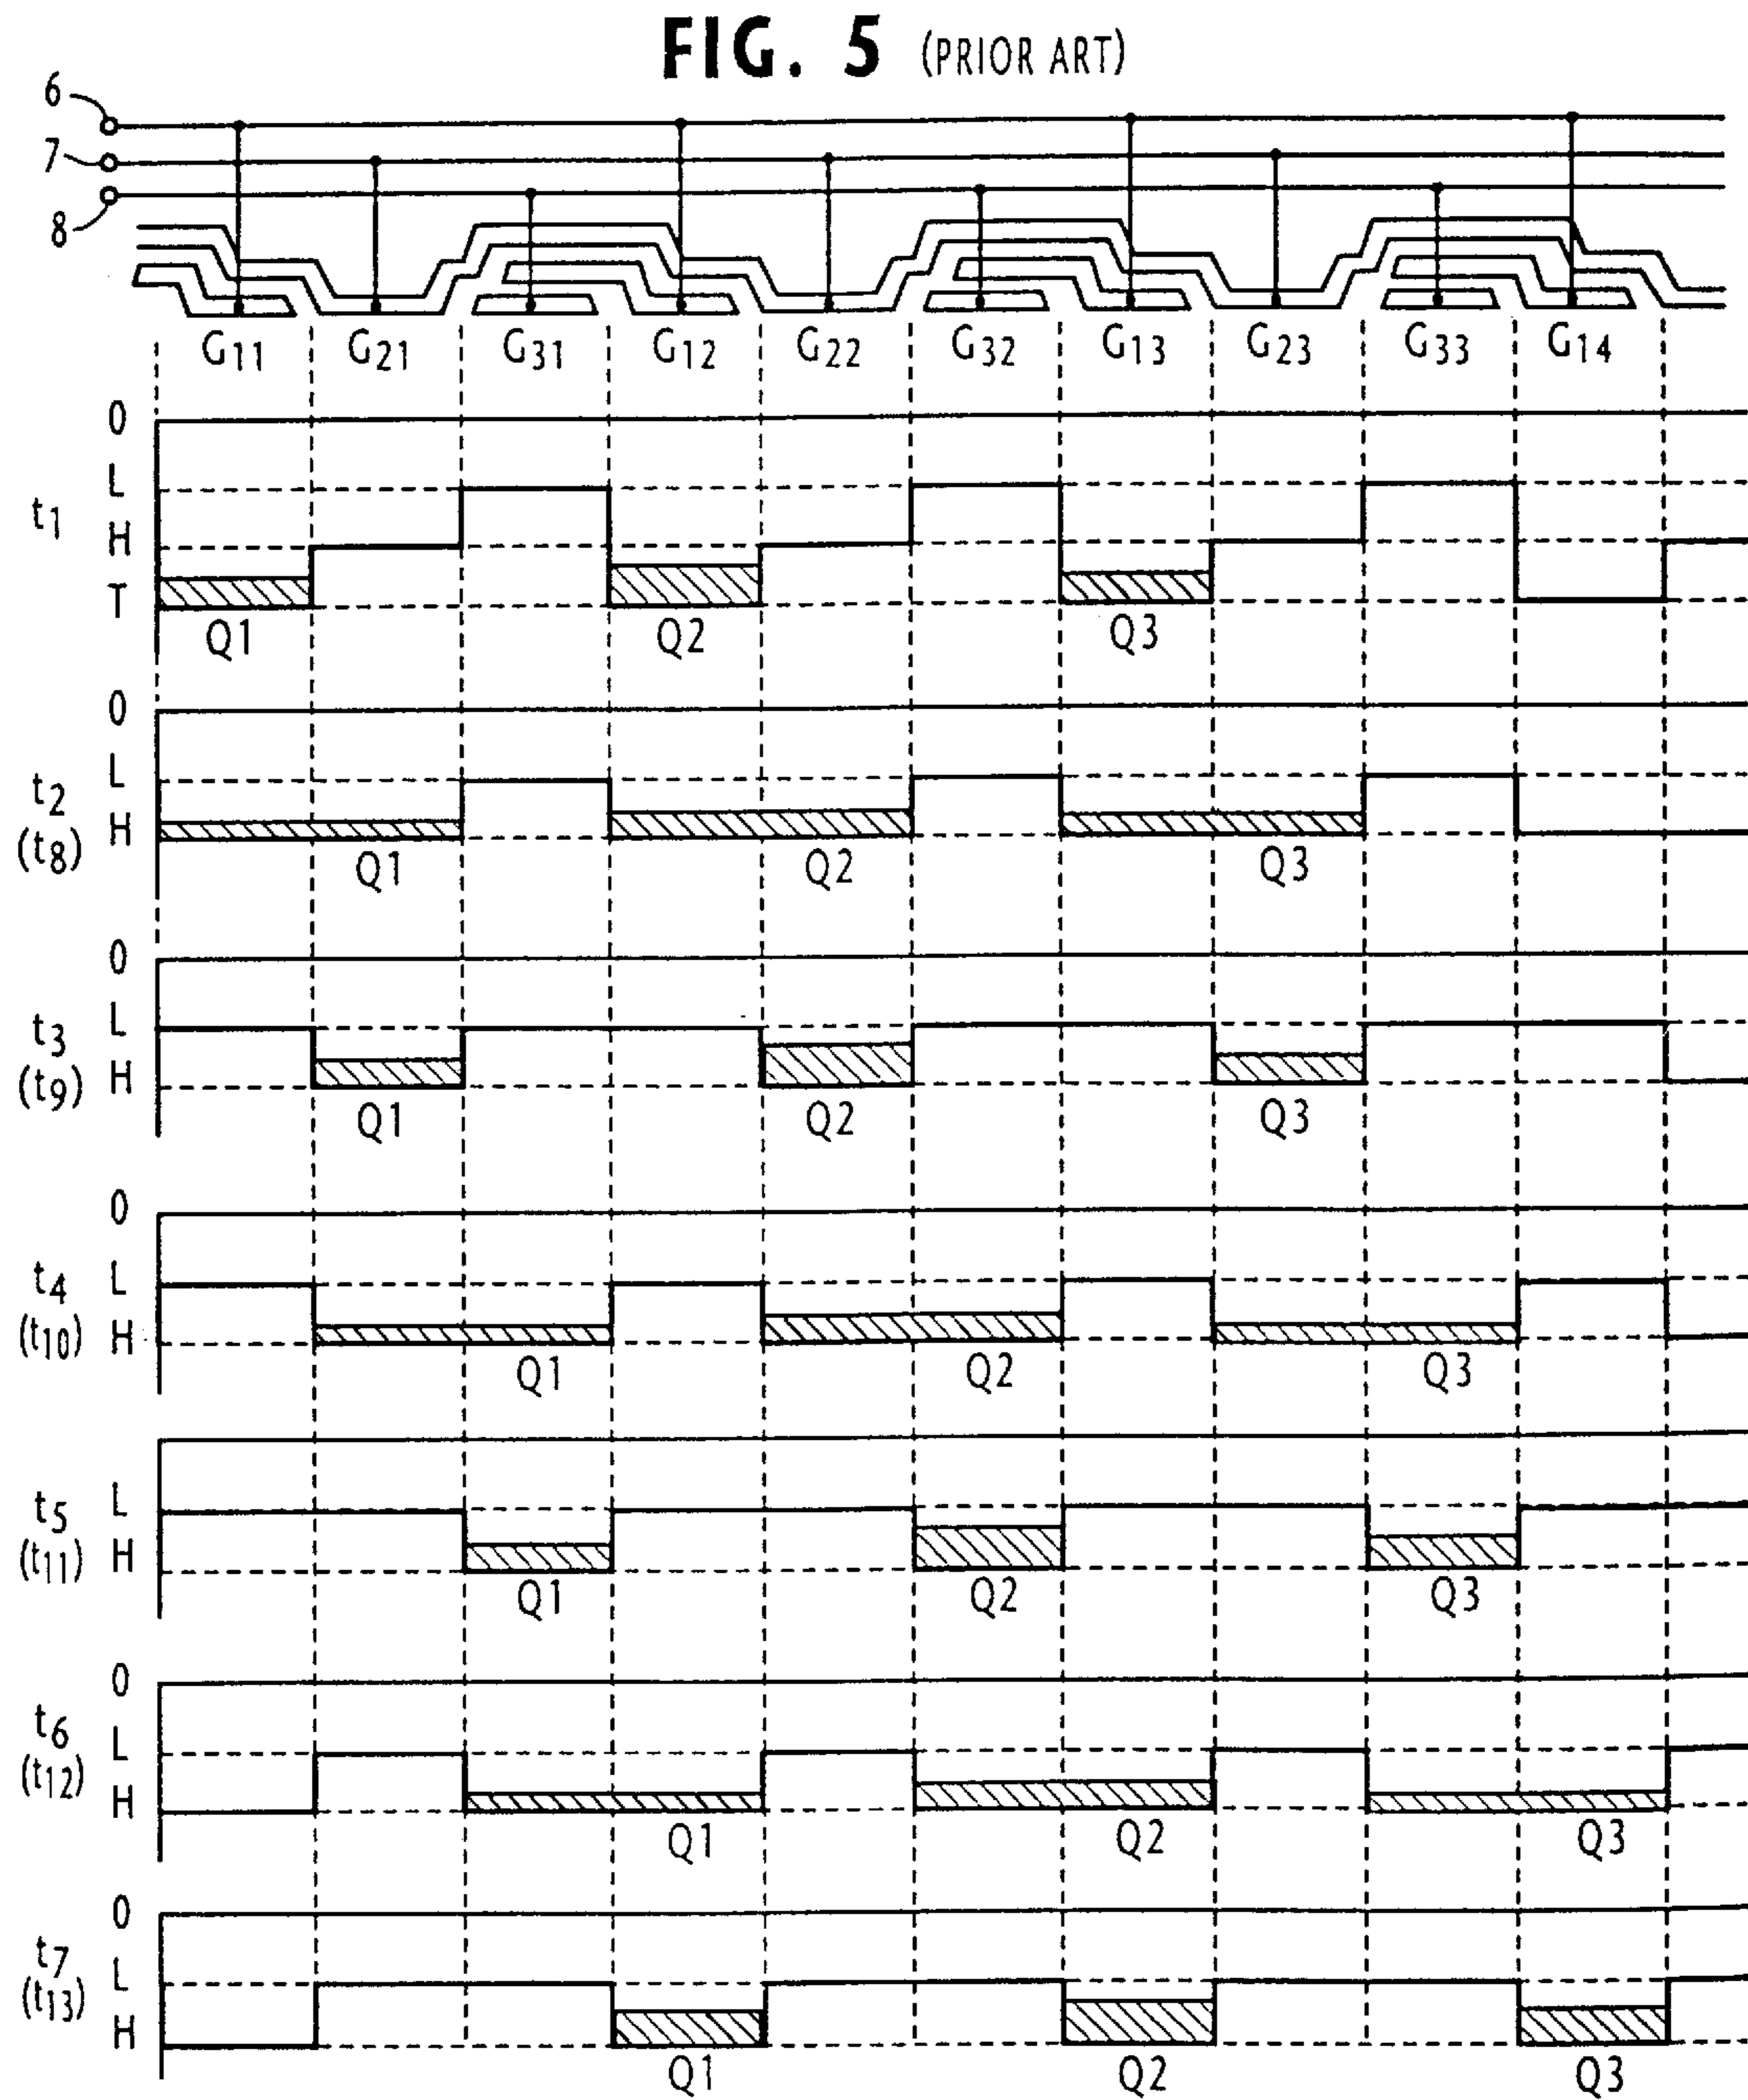 FIG. 5 (PRIOR ART)
6
7
8
G11 G21 G31 G12 G22 G32 G13 G23 G33 G14
0
L
t1
H
T
Q1 Q2 Q3
0
L
t2
(t8)
H
Q1 Q2 Q3
0
L
t3
(t9)
H
Q1 Q2 Q3
0
L
t4
(t10)
H
Q1 Q2 Q3
L
t5
(t11)
H
Q1 Q2 Q3
0
t6
(t12)
L
H
Q1 Q2 Q3
0
t7
(t13)
L
H
Q1 Q2 Q3